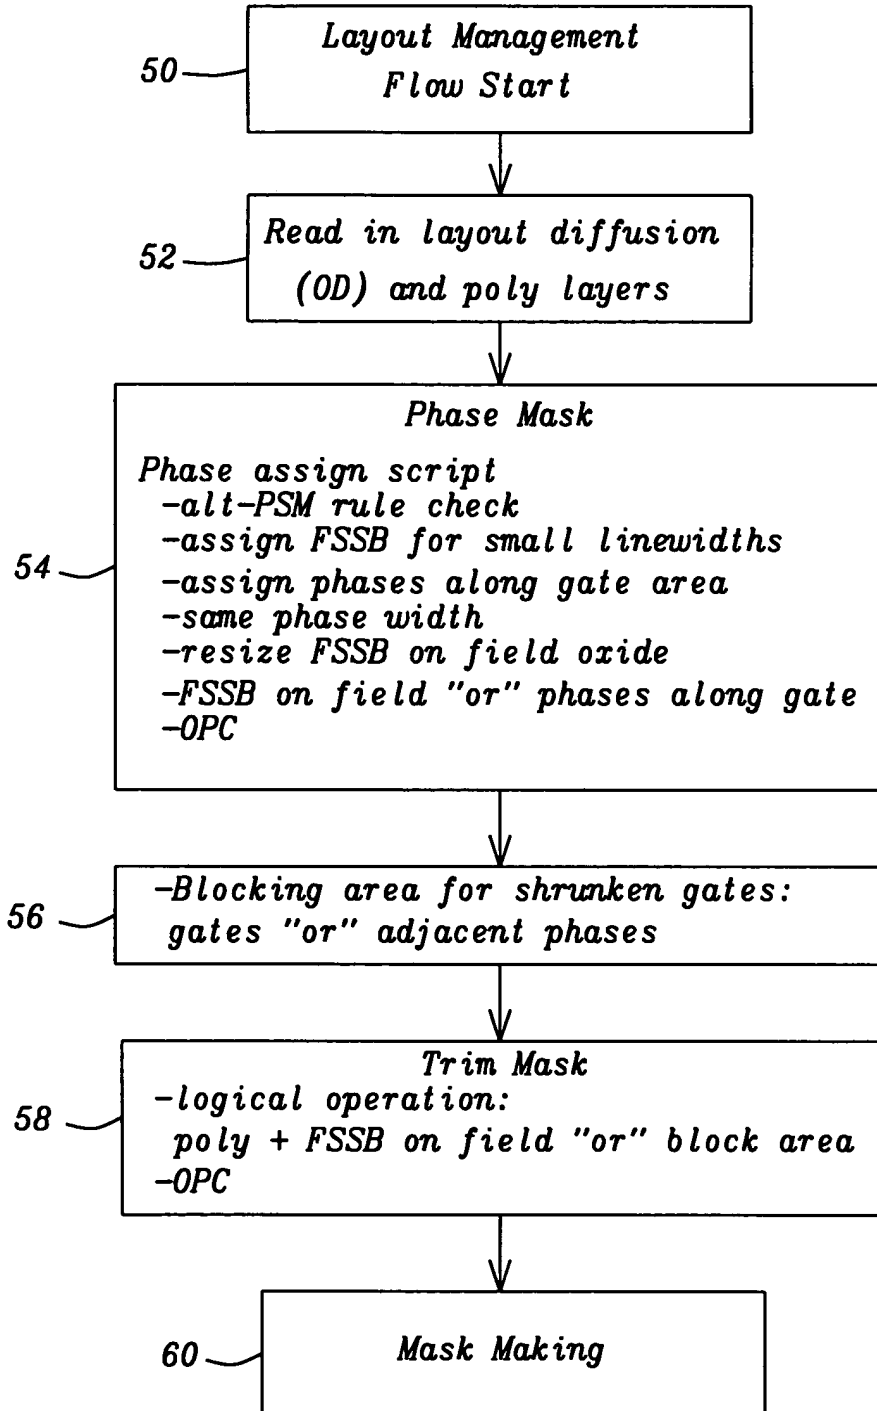 Layout Management
Flow Start
50
Read in layout diffusion
(OD) and poly layers
52
Phase Mask
Phase assign script
-alt-PSM rule check
-assign FSSB for small linewidths
-assign phases along gate area
-same phase width
-resize FSSB on field oxide
-FSSB on field "or" phases along gate
-OPC
54
-Blocking area for shrunken gates:
gates "or" adjacent phases
56
Trim Mask
-logical operation:
poly + FSSB on field "or" block area
-OPC
58
Mask Making
60